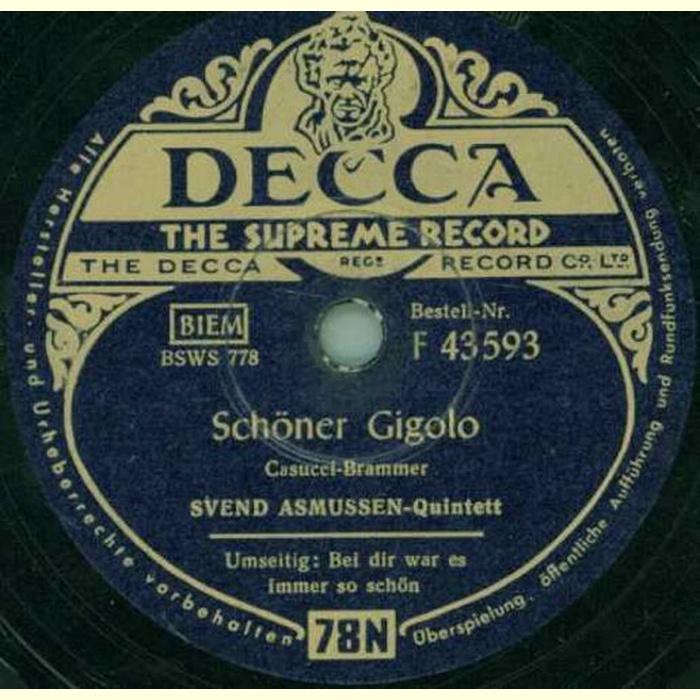 DECCA
THE SUPREME RECORD
THE DECCA REGD RECORD CO. LTD
BIEM
BSWS 778
Bestell-Nr.
F 43593
Schöner Gigolo
Casucci-Brammer
SVEND ASMUSSEN-Quintett
Umseitig: Bei dir war es
immer so schön
78N
Alle Hersteller- und Urheberrechte vorbehalten
Überspielung, öffentliche Aufführung und Rundfunksendung verboten